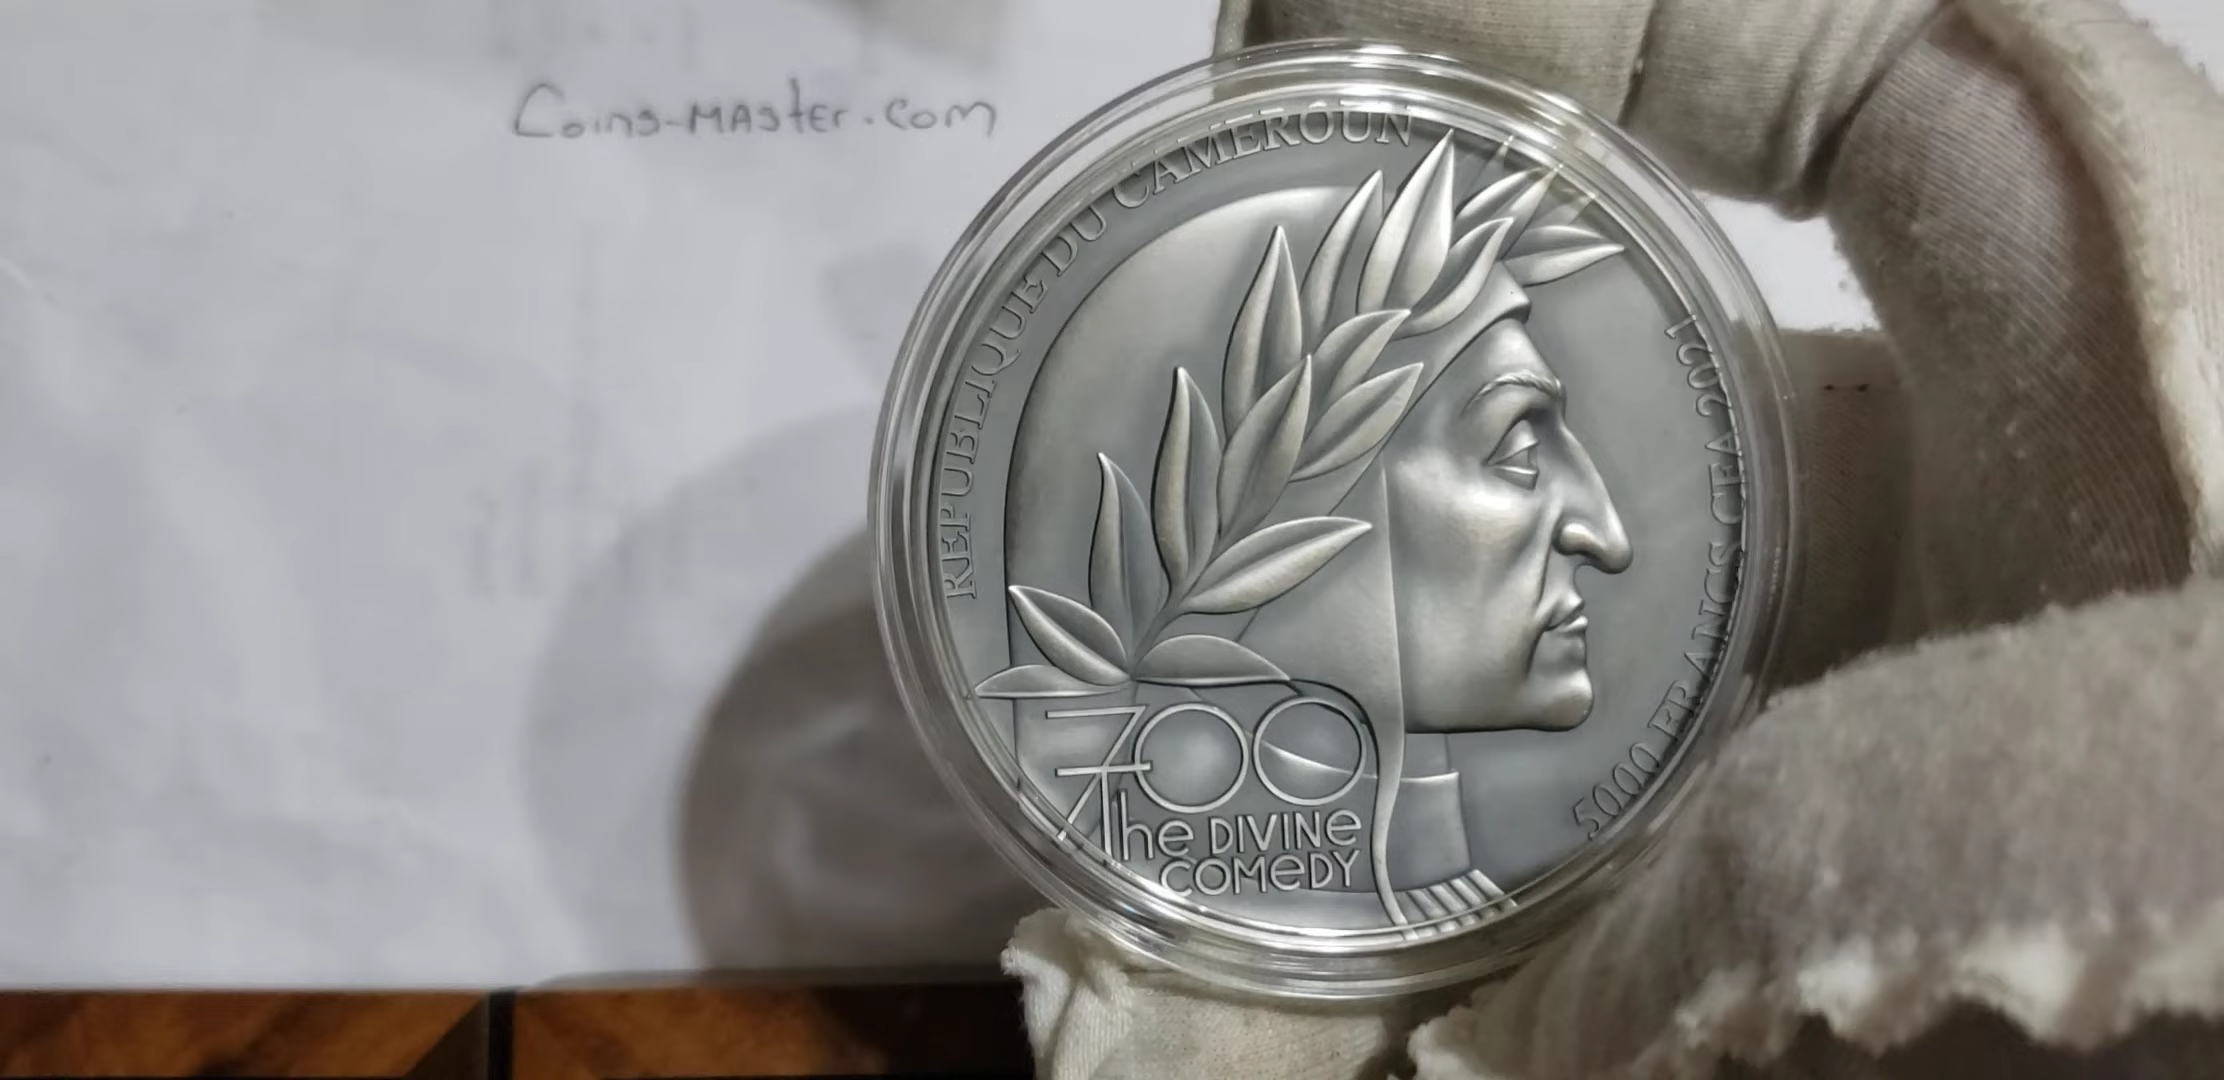 Coins-Master.com
REPUBLIQUE DU CAMEROUN
5000 FRANCS CFA 2021
700
The DIVINe
COMeDY